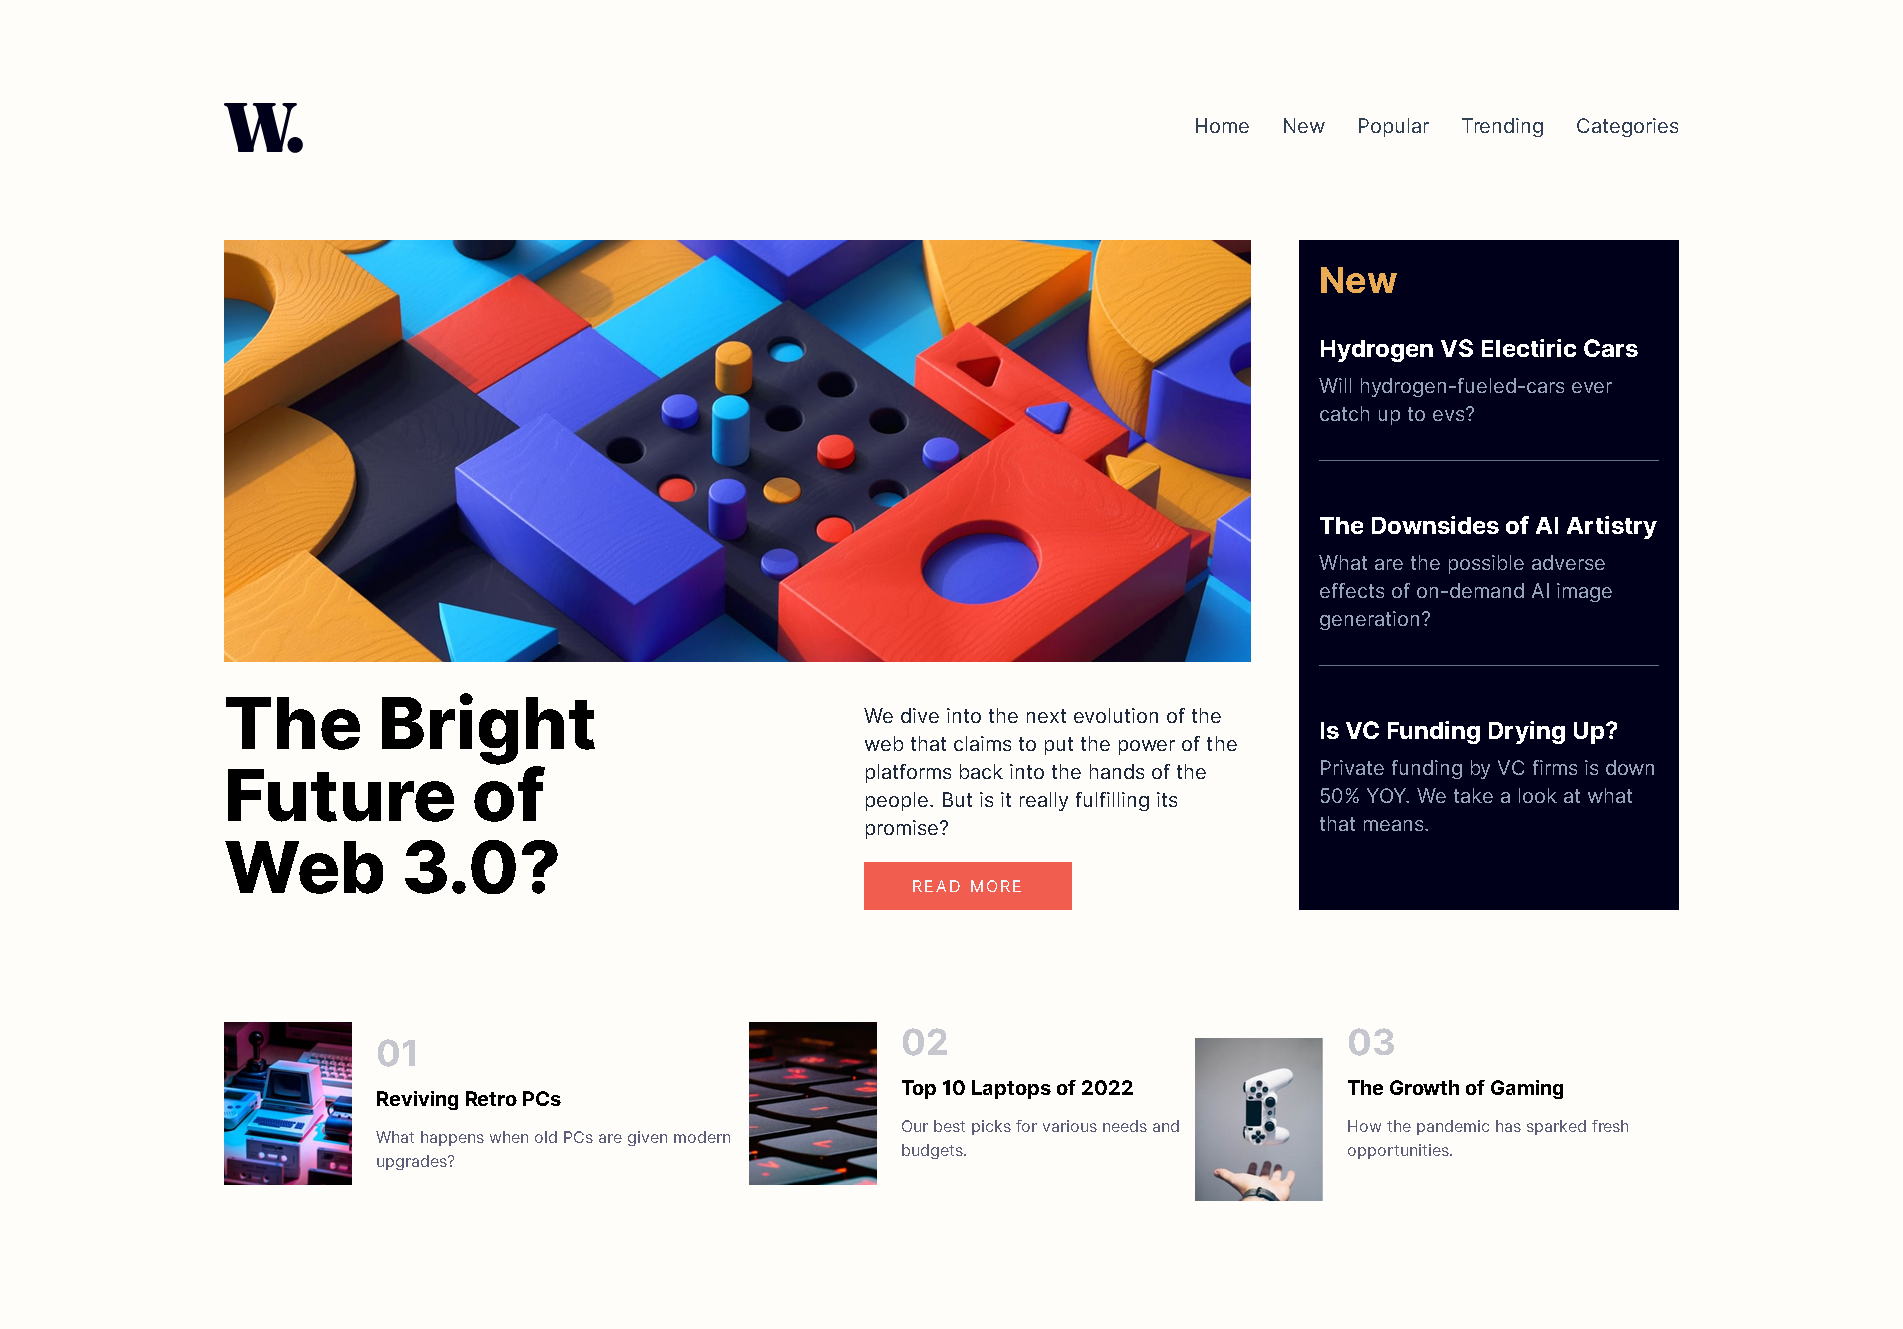 W.
Home New Popular Trending Categories
New
Hydrogen VS Electiric Cars
Will hydrogen-fueled-cars ever
catch up to evs?
The Downsides of AI Artistry
What are the possible adverse
effects of on-demand AI image
generation?
Is VC Funding Drying Up?
Private funding by VC firms is down
50% YOY. We take a look at what
that means.
The Bright
Future of
Web 3.0?
We dive into the next evolution of the
web that claims to put the power of the
platforms back into the hands of the
people. But is it really fulfilling its
promise?
READ MORE
01
Reviving Retro PCs
What happens when old PCs are given modern
upgrades?
02
Top 10 Laptops of 2022
Our best picks for various needs and
budgets.
03
The Growth of Gaming
How the pandemic has sparked fresh
opportunities.